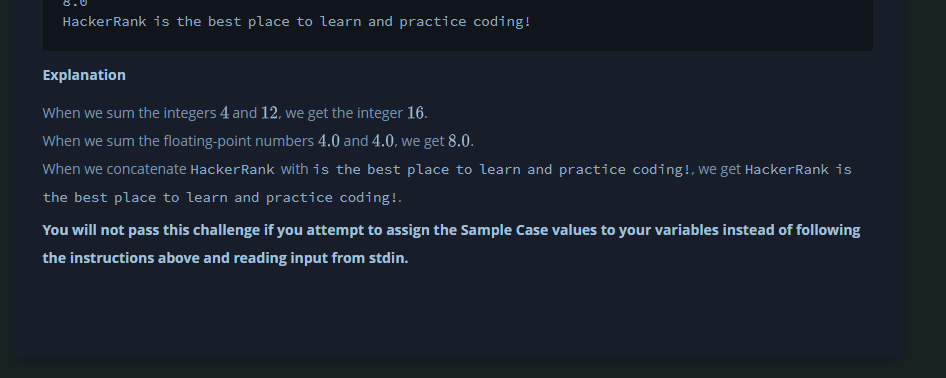 8.0
HackerRank is the best place to learn and practice coding!
Explanation
When we sum the integers 4 and 12, we get the integer 16.
When we sum the floating-point numbers 4.0 and 4.0, we get 8.0.
When we concatenate HackerRank with is the best place to learn and practice coding!, we get HackerRank is
the best place to learn and practice coding!.
You will not pass this challenge if you attempt to assign the Sample Case values to your variables instead of following
the instructions above and reading input from stdin.